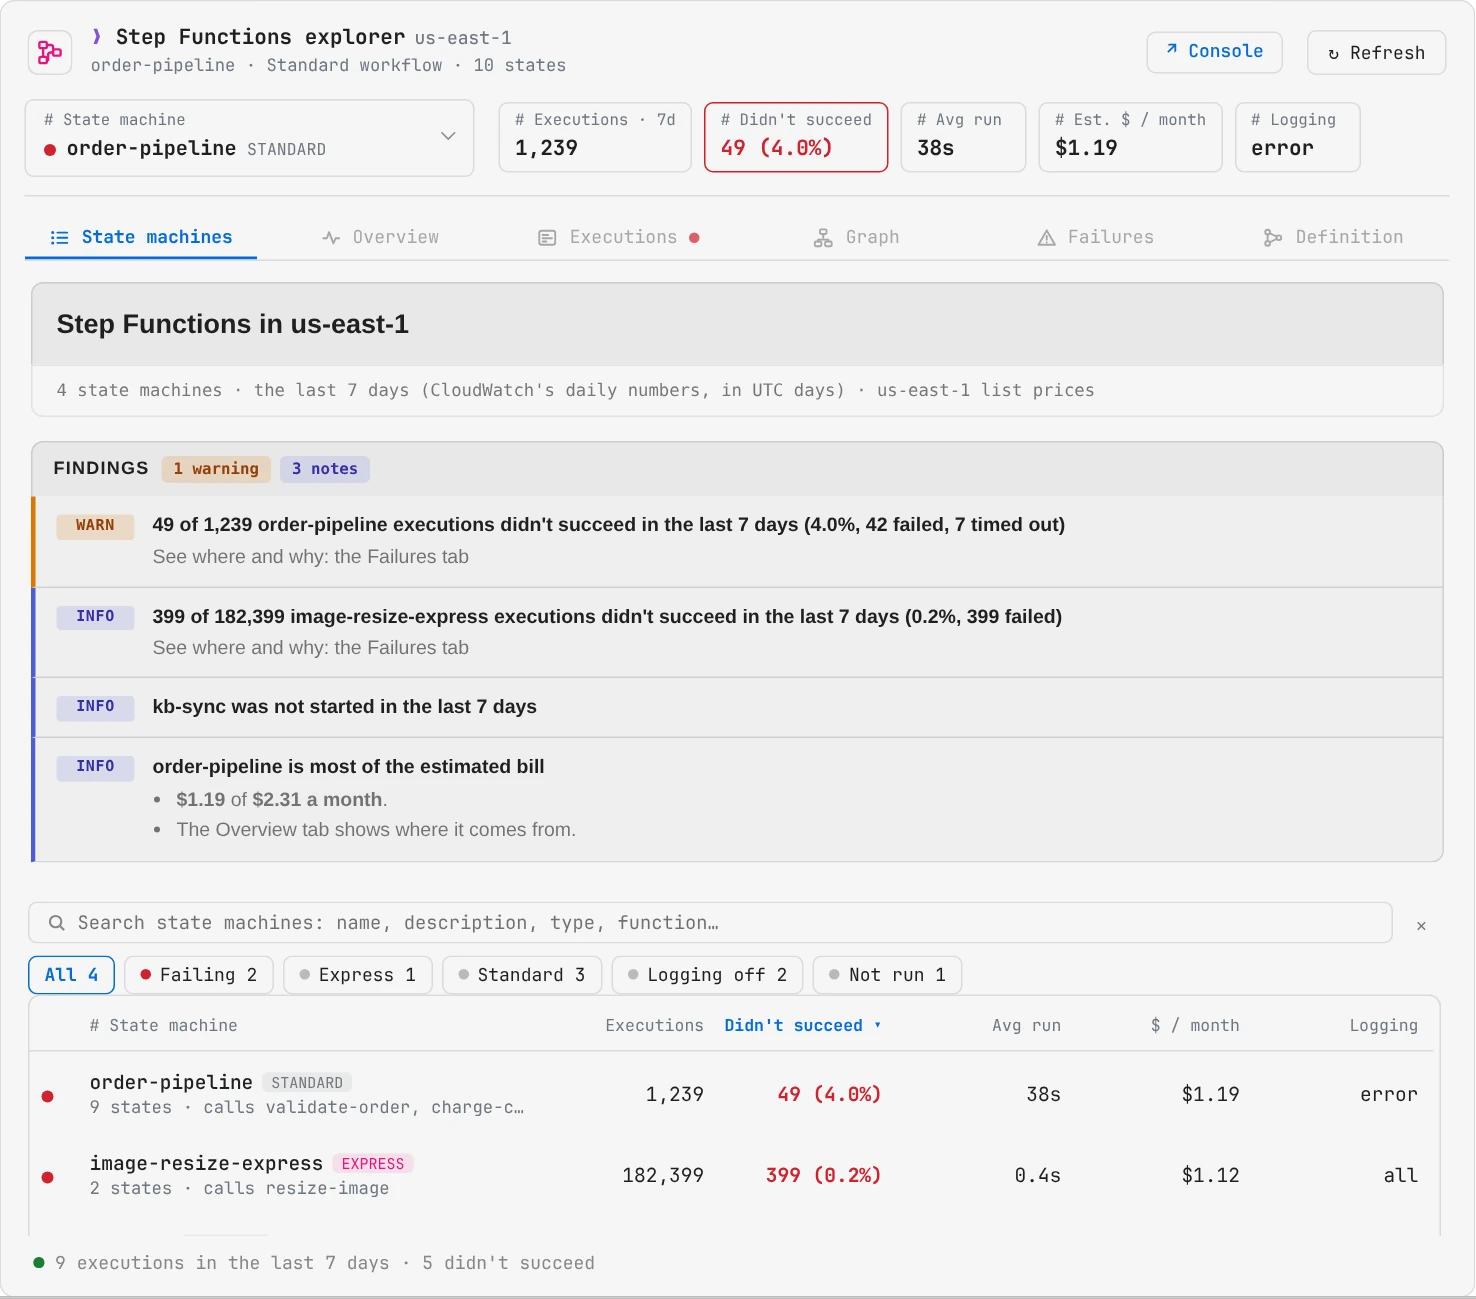 ⟫ Step Functions explorer us-east-1
order-pipeline · Standard workflow · 10 states
↗ Console
↻ Refresh
# State machine
order-pipeline STANDARD
# Executions · 7d
1,239
# Didn't succeed
49 (4.0%)
# Avg run
38s
# Est. $ / month
$1.19
# Logging
error
State machines
Overview
Executions
Graph
Failures
Definition
Step Functions in us-east-1
4 state machines · the last 7 days (CloudWatch's daily numbers, in UTC days) · us-east-1 list prices
FINDINGS 1 warning 3 notes
WARN 49 of 1,239 order-pipeline executions didn't succeed in the last 7 days (4.0%, 42 failed, 7 timed out)
See where and why: the Failures tab
INFO 399 of 182,399 image-resize-express executions didn't succeed in the last 7 days (0.2%, 399 failed)
See where and why: the Failures tab
INFO kb-sync was not started in the last 7 days
INFO order-pipeline is most of the estimated bill
• $1.19 of $2.31 a month.
• The Overview tab shows where it comes from.
Search state machines: name, description, type, function…
×
All 4
Failing 2
Express 1
Standard 3
Logging off 2
Not run 1
# State machine Executions Didn't succeed ▾ Avg run $ / month Logging
order-pipeline STANDARD 1,239 49 (4.0%) 38s $1.19 error
9 states · calls validate-order, charge-c…
image-resize-express EXPRESS 182,399 399 (0.2%) 0.4s $1.12 all
2 states · calls resize-image
9 executions in the last 7 days · 5 didn't succeed